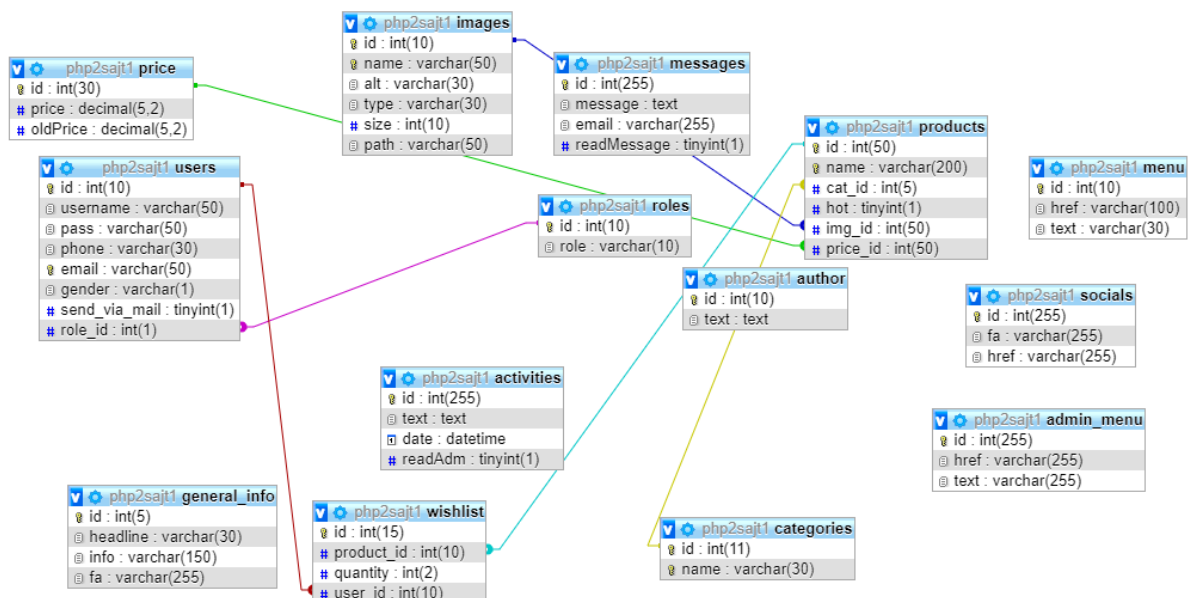 php2sajt1 price
id : int(30)
price : decimal(5,2)
oldPrice : decimal(5,2)
php2sajt1 images
id : int(10)
name : varchar(50)
alt : varchar(30)
type : varchar(30)
size : int(10)
path : varchar(50)
php2sajt1 messages
id : int(255)
message : text
email : varchar(255)
readMessage : tinyint(1)
php2sajt1 products
id : int(50)
name : varchar(200)
cat_id : int(5)
hot : tinyint(1)
img_id : int(50)
price_id : int(50)
php2sajt1 menu
id : int(10)
href : varchar(100)
text : varchar(30)
php2sajt1 users
id : int(10)
username : varchar(50)
pass : varchar(50)
phone : varchar(30)
email : varchar(50)
gender : varchar(1)
send_via_mail : tinyint(1)
role_id : int(1)
php2sajt1 roles
id : int(10)
role : varchar(10)
php2sajt1 author
id : int(10)
text : text
php2sajt1 socials
id : int(255)
fa : varchar(255)
href : varchar(255)
php2sajt1 activities
id : int(255)
text : text
date : datetime
readAdm : tinyint(1)
php2sajt1 admin_menu
id : int(255)
href : varchar(255)
text : varchar(255)
php2sajt1 general_info
id : int(5)
headline : varchar(30)
info : varchar(150)
fa : varchar(255)
php2sajt1 wishlist
id : int(15)
product_id : int(10)
quantity : int(2)
user_id : int(10)
php2sajt1 categories
id : int(11)
name : varchar(30)